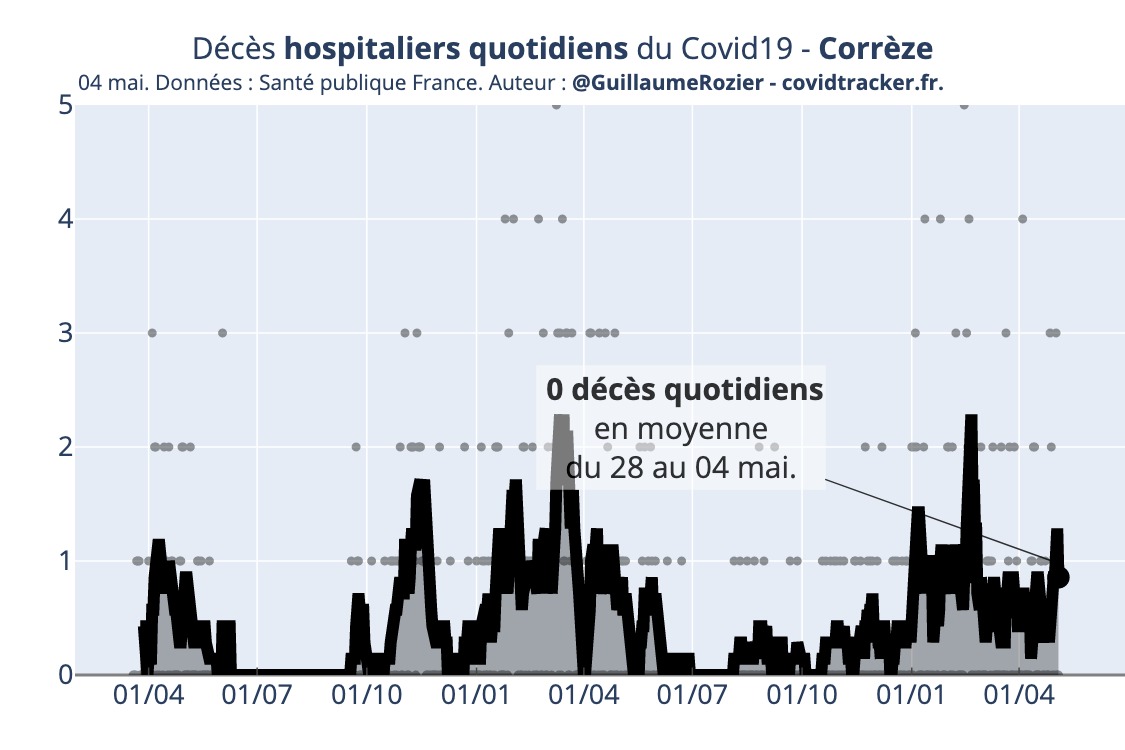 Décès hospitaliers quotidiens du Covid19 - Corrèze
04 mai. Données : Santé publique France. Auteur : @GuillaumeRozier - covidtracker.fr.
5
4
3
2
1
0
0 décès quotidiens
en moyenne
du 28 au 04 mai.
01/04 01/07 01/10 01/01 01/04 01/07 01/10 01/01 01/04